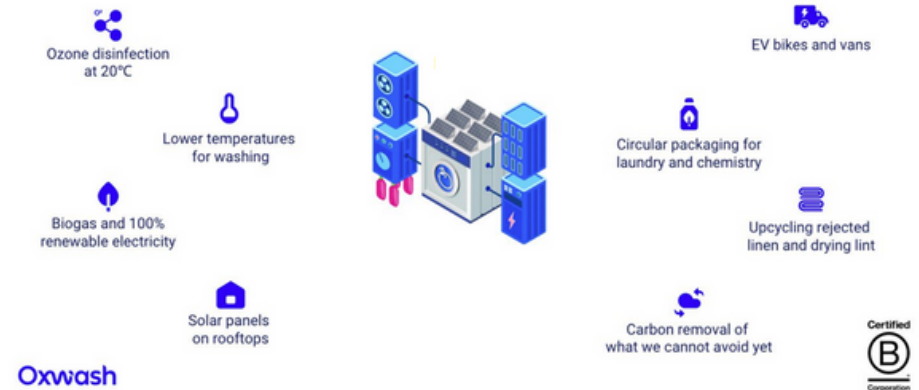 Ozone disinfection
at 20℃
Lower temperatures
for washing
Biogas and 100%
renewable electricity
Solar panels
on rooftops
Oxwash
EV bikes and vans
Circular packaging for
laundry and chemistry
Upcycling rejected
linen and drying lint
Carbon removal of
what we cannot avoid yet
Certified
B
Corporation